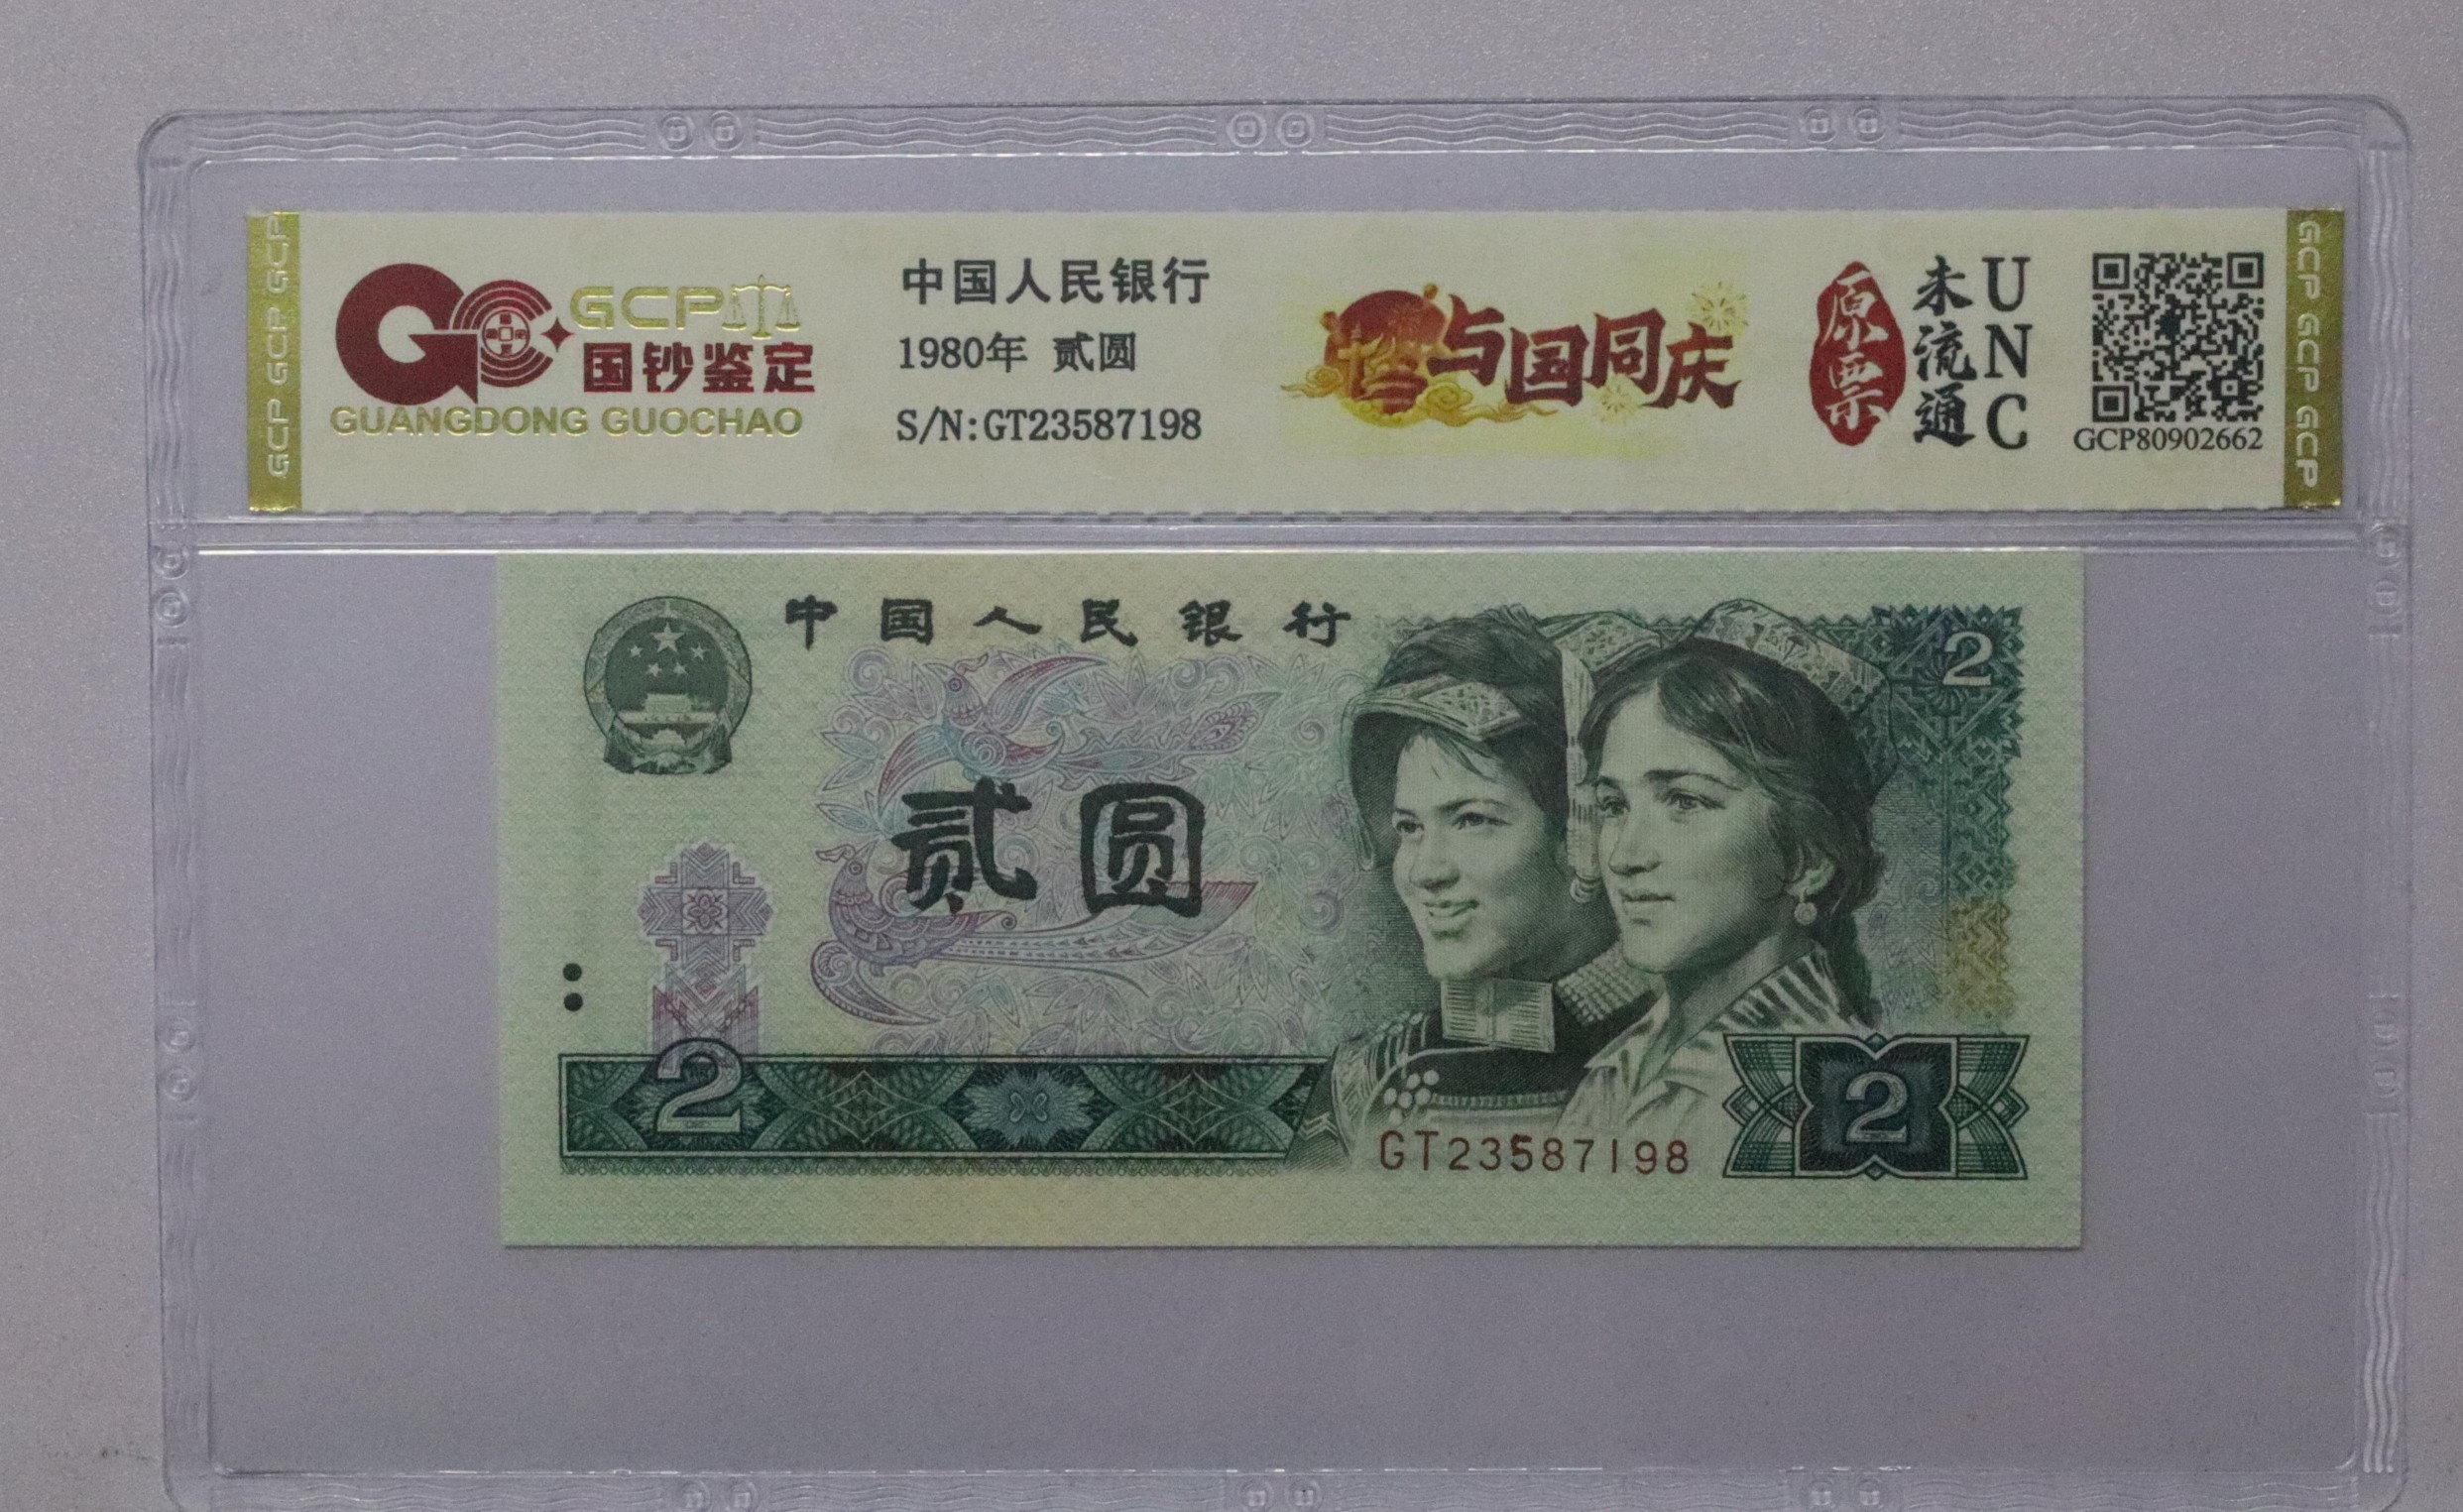 GCP
国钞鉴定
GUANGDONG GUOCHAO
中国人民银行
1980年 贰圆
S/N:GT23587198
与国同庆
原票
未流通
UNC
GCP80902662
GCP GCP GCP
GCP GCP GCP
中国人民银行
2
贰圆
2
GT23587198
2